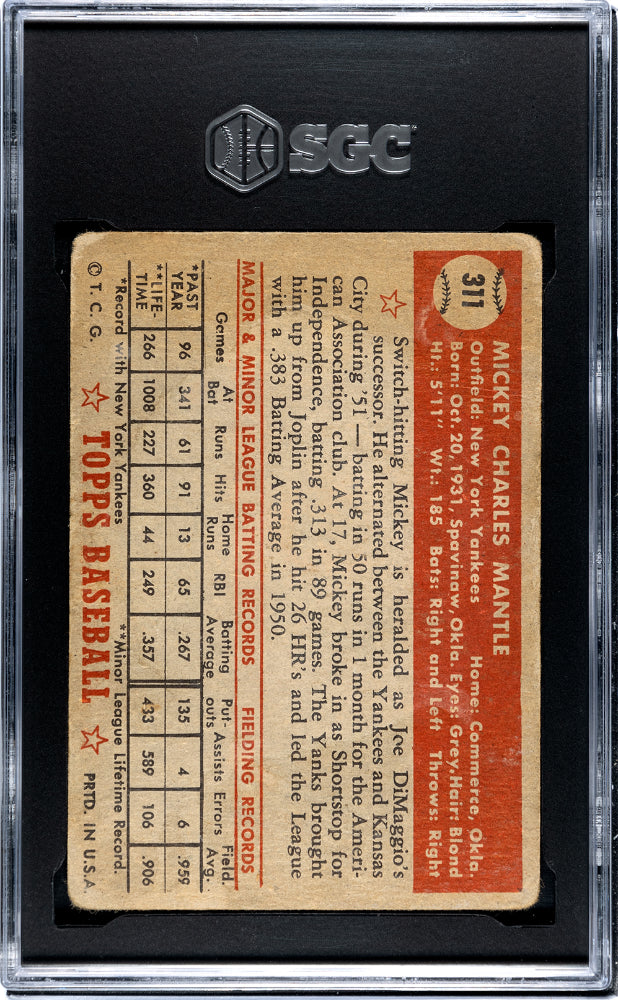 SGC
311
MICKEY CHARLES MANTLE
Outfield: New York Yankees Home: Commerce, Okla.
Born: Oct. 20, 1931, Spavinaw, Okla. Eyes: Grey. Hair: Blond
Ht.: 5'11" Wt.: 185 Bats: Right and Left Throws: Right
Switch-hitting Mickey is heralded as Joe DiMaggio's
successor. He alternated between the Yankees and Kansas
City during '51 — batting in 50 runs in 1 month for the Ameri-
can Association club. At 17, Mickey broke in as Shortstop for
Independence, batting .313 in 89 games. The Yanks brought
him up from Joplin after he hit 26 HR's and led the League
with a .383 Batting Average in 1950.
MAJOR & MINOR LEAGUE BATTING RECORDS FIELDING RECORDS
Games At Bat Runs Hits Home Runs RBI Batting Average Put-outs Assists Errors Field. Avg.
*PAST YEAR 96 341 61 91 13 65 .267 135 4 6 .959
**LIFE-TIME 266 1008 227 360 44 249 .357 433 589 106 .906
*Record with New York Yankees **Minor League Lifetime Record.
© T. C. G. TOPPS BASEBALL PRTD. IN U.S.A.